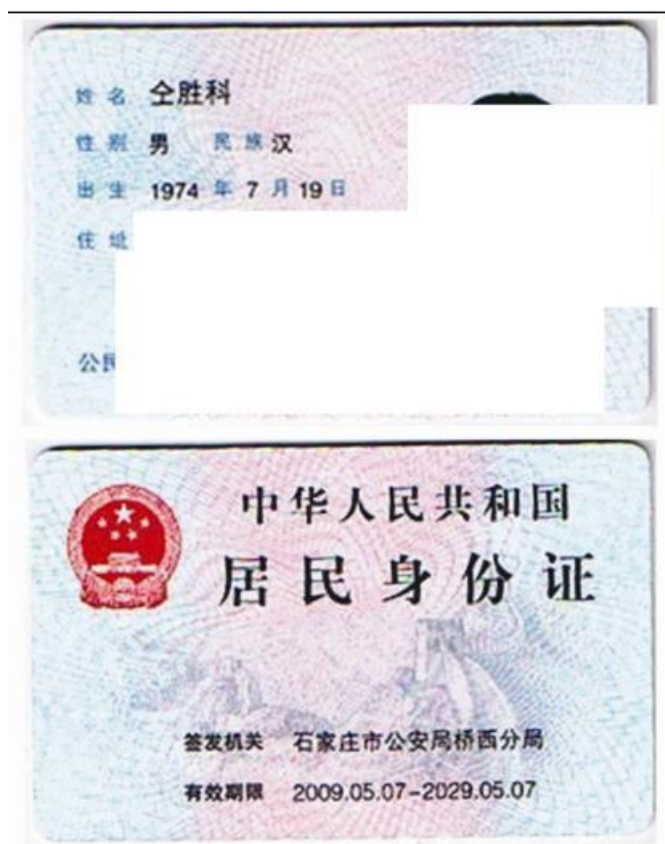 姓名 仝胜科
性别 男 民族 汉
出生 1974 年 7 月 19 日
住址
公民
中华人民共和国
居民身份证
签发机关 石家庄市公安局桥西分局
有效期限 2009.05.07-2029.05.07